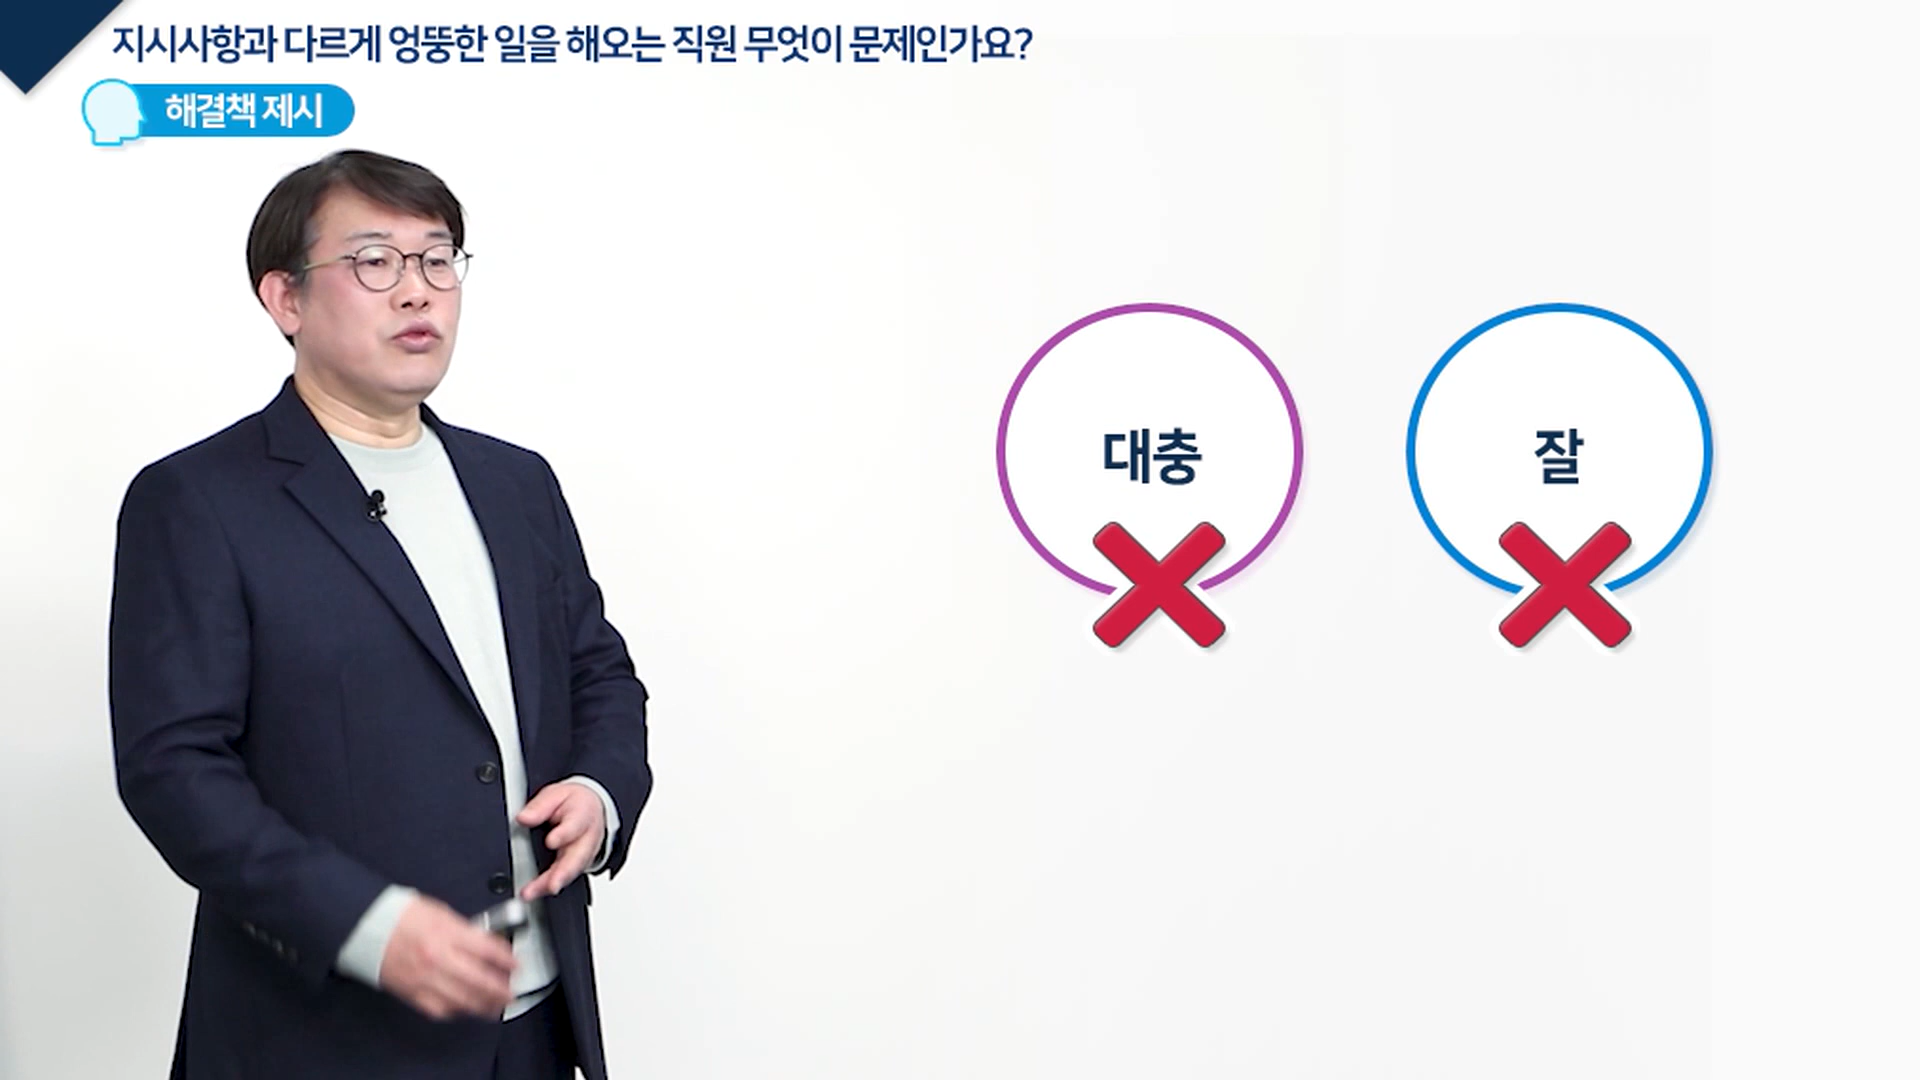 지시사항과 다르게 엉뚱한 일을 해오는 직원 무엇이 문제인가요?
해결책 제시
대충
잘